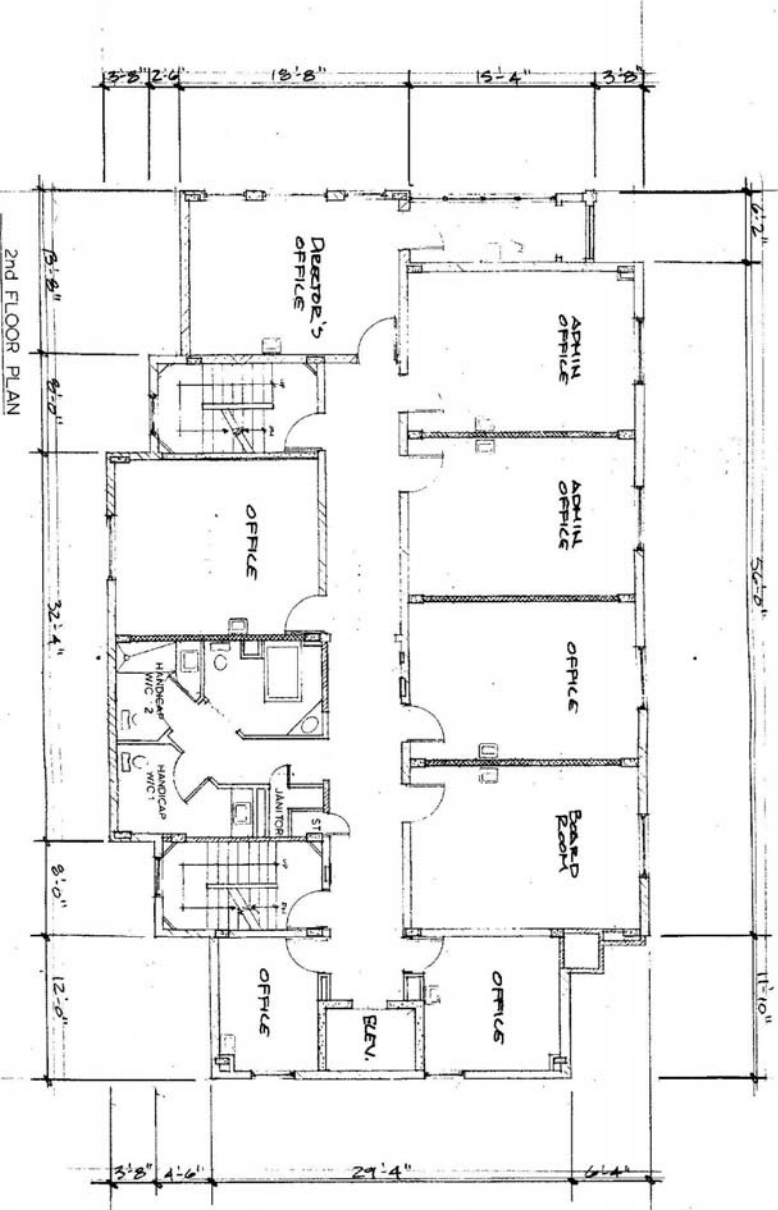 3'-8"
2'-6"
18'-8"
15'-4"
3'-8"
6'-2"
56'-0"
11'-10"
DIRECTOR'S
OFFICE
ADMIN
OFFICE
ADMIN
OFFICE
OFFICE
BOARD
ROOM
OFFICE
HANDICAP
W/C 2
HANDICAP
W/C 1
JANITOR
ST
OFFICE
ELEV.
OFFICE
8'-0"
32'-4"
8'-0"
12'-0"
2nd FLOOR PLAN
3'-8"
4'-6"
29'-4"
6'-4"